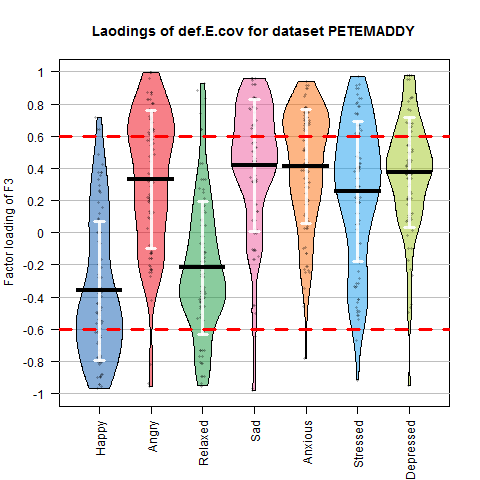 Laodings of def.E.cov for dataset PETEMADDY
Factor loading of F3
1
0.8
0.6
0.4
0.2
0
-0.2
-0.4
-0.6
-0.8
-1
Happy
Angry
Relaxed
Sad
Anxious
Stressed
Depressed